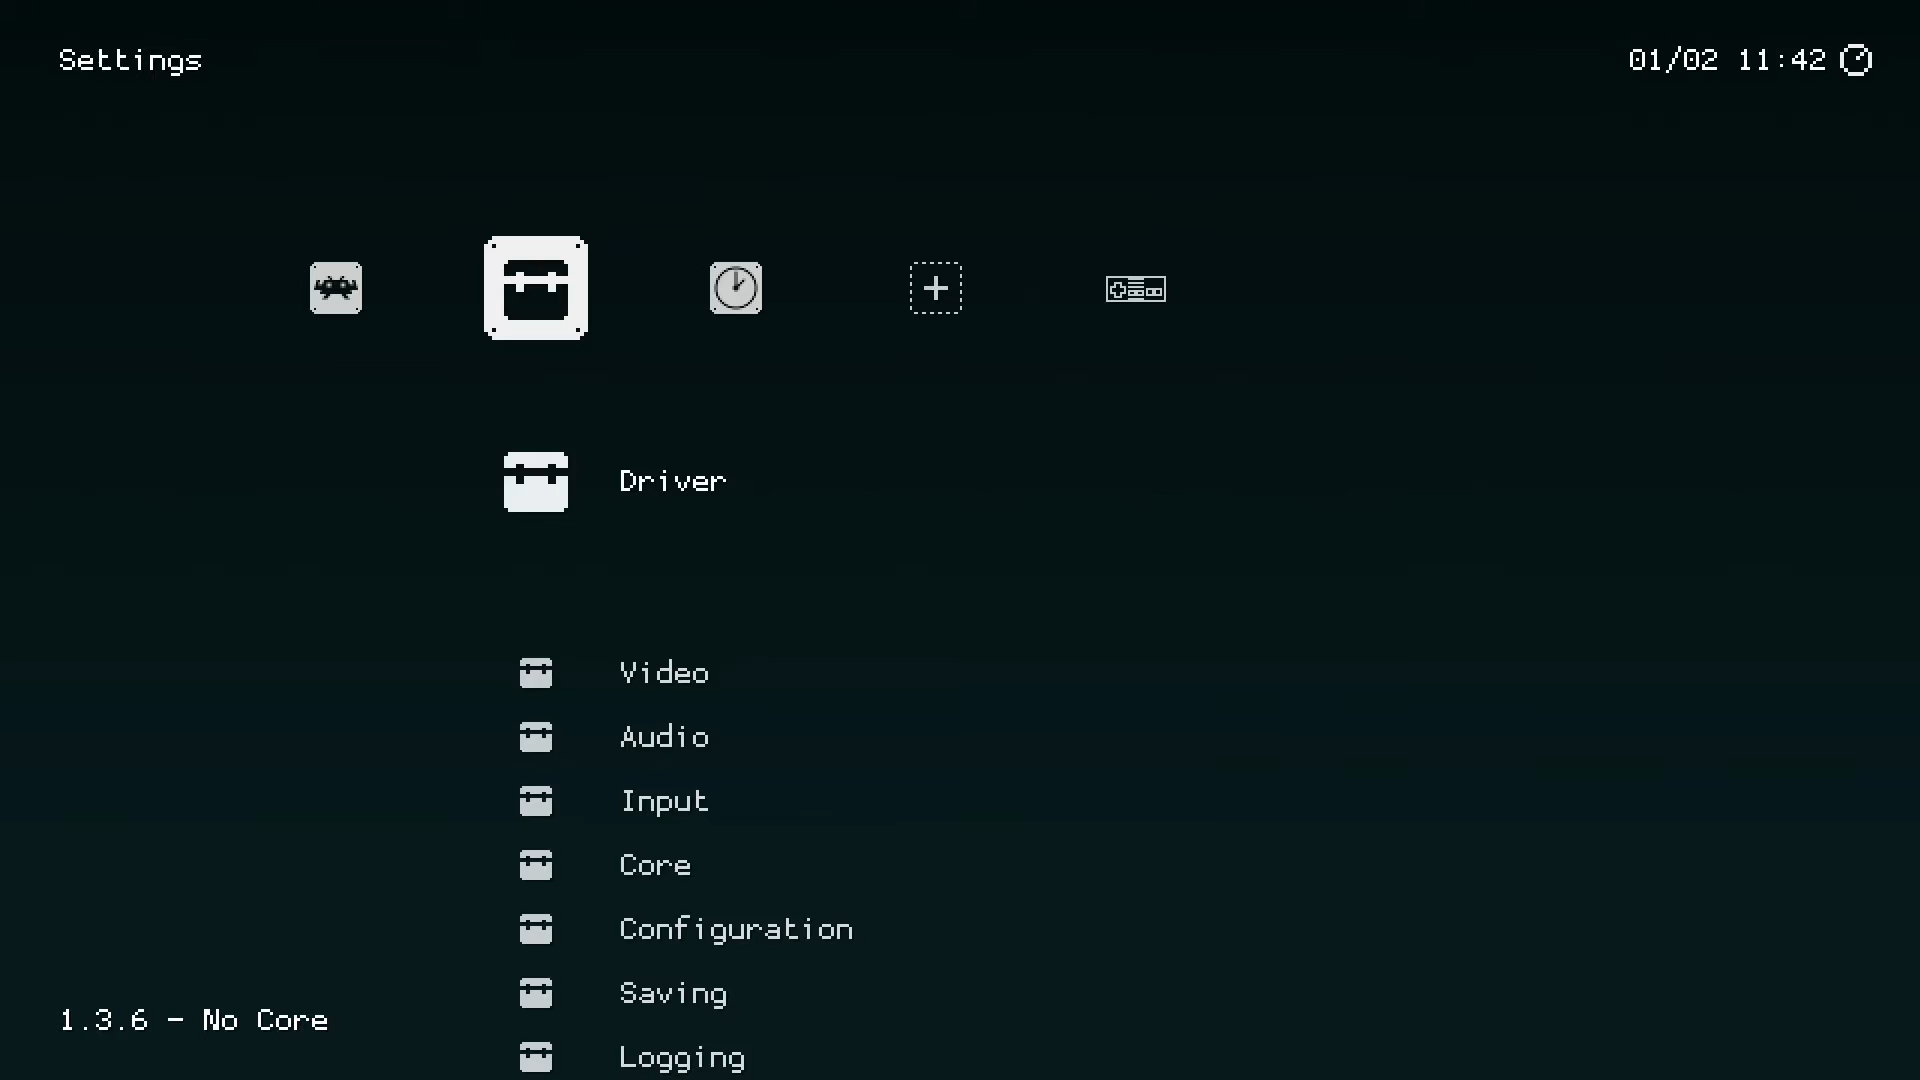 Settings
01/02 11:42
Driver
Video
Audio
Input
Core
Configuration
Saving
Logging
1.3.6 - No Core